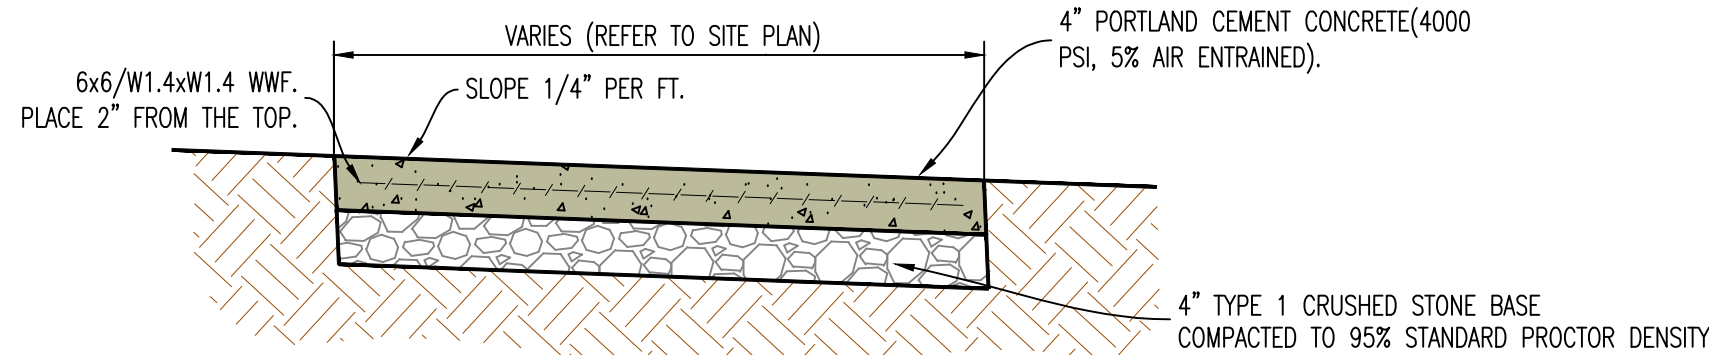 VARIES (REFER TO SITE PLAN)
4” PORTLAND CEMENT CONCRETE(4000
PSI, 5% AIR ENTRAINED).
6x6/W1.4xW1.4 WWF.
PLACE 2” FROM THE TOP.
SLOPE 1/4” PER FT.
4” TYPE 1 CRUSHED STONE BASE
COMPACTED TO 95% STANDARD PROCTOR DENSITY